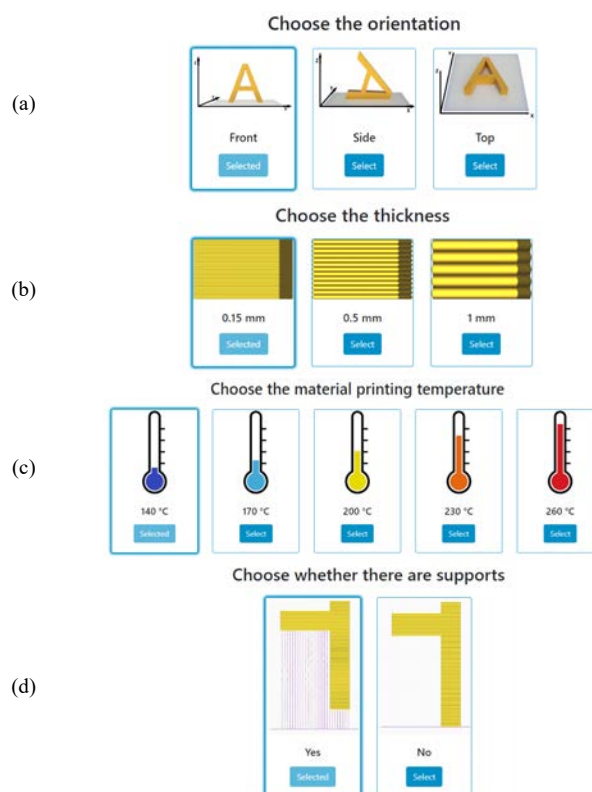 Choose the orientation
(a)
Front
Side
Top
Selected
Select
Select
Choose the thickness
(b)
0.15 mm
0.5 mm
1 mm
Selected
Select
Select
Choose the material printing temperature
(c)
140 °C
170 °C
200 °C
230 °C
260 °C
Selected
Select
Select
Select
Select
Choose whether there are supports
(d)
Yes
No
Selected
Select